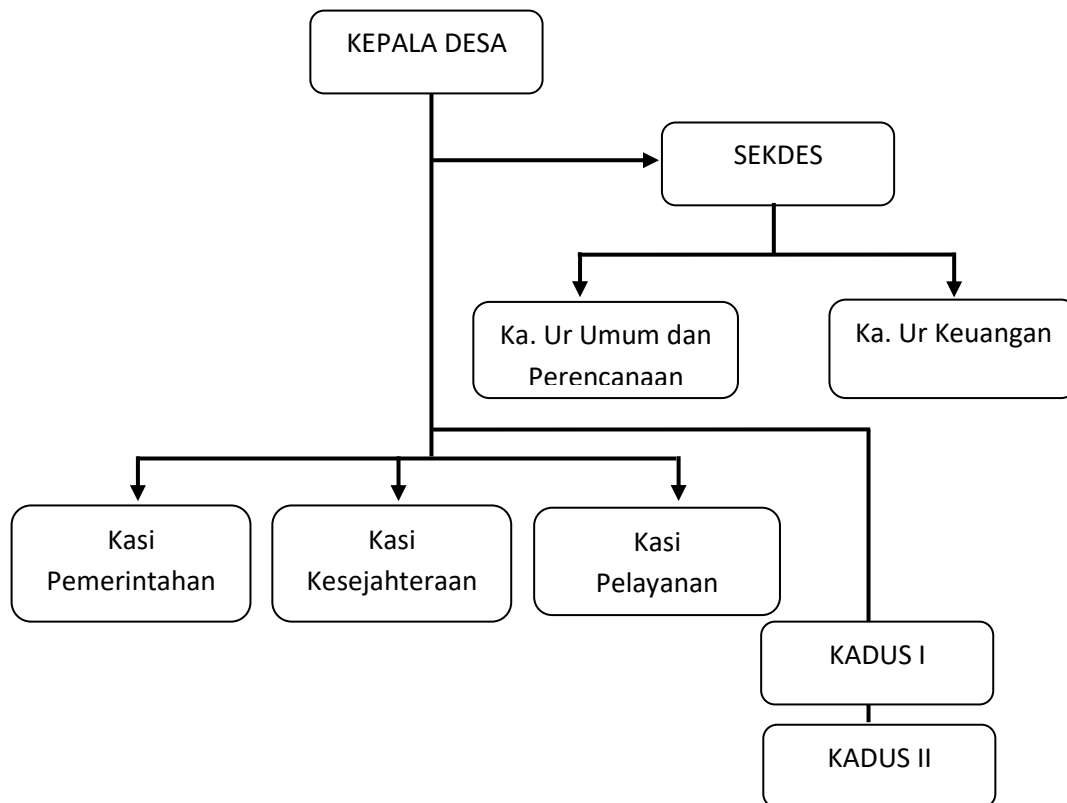 KEPALA DESA
SEKDES
Ka. Ur Umum dan
Perencanaan
Ka. Ur Keuangan
Kasi
Pemerintahan
Kasi
Kesejahteraan
Kasi
Pelayanan
KADUS I
KADUS II